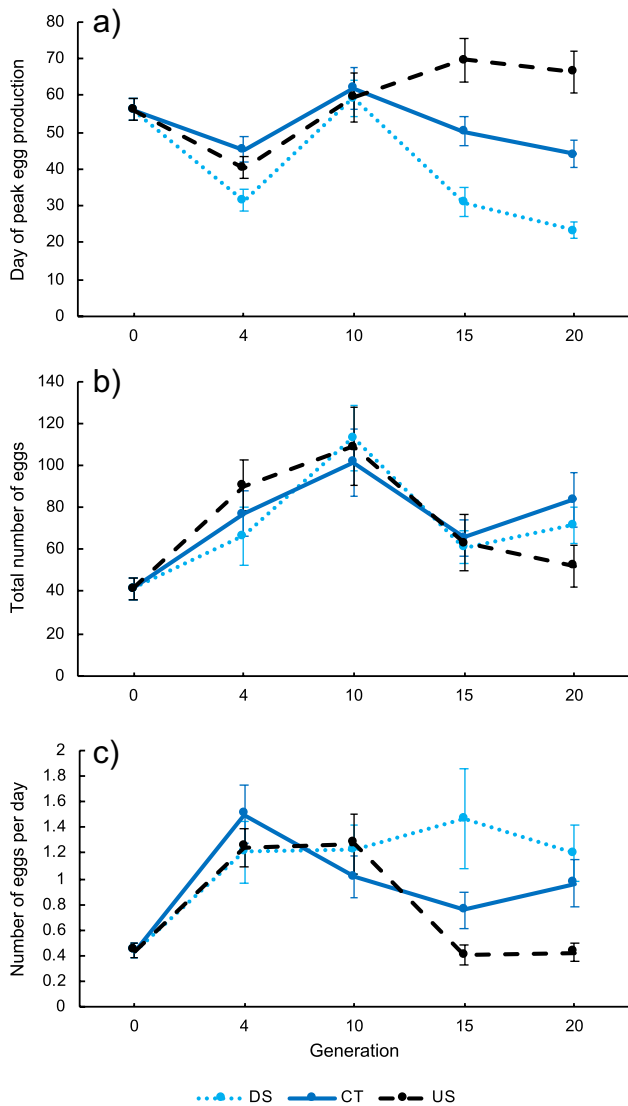 a)
Day of peak egg production
80
70
60
50
40
30
20
10
0
0 4 10 15 20
b)
Total number of eggs
140
120
100
80
60
40
20
0
0 4 10 15 20
c)
Number of eggs per day
2
1.8
1.6
1.4
1.2
1
0.8
0.6
0.4
0.2
0
0 4 10 15 20
Generation
DS CT US